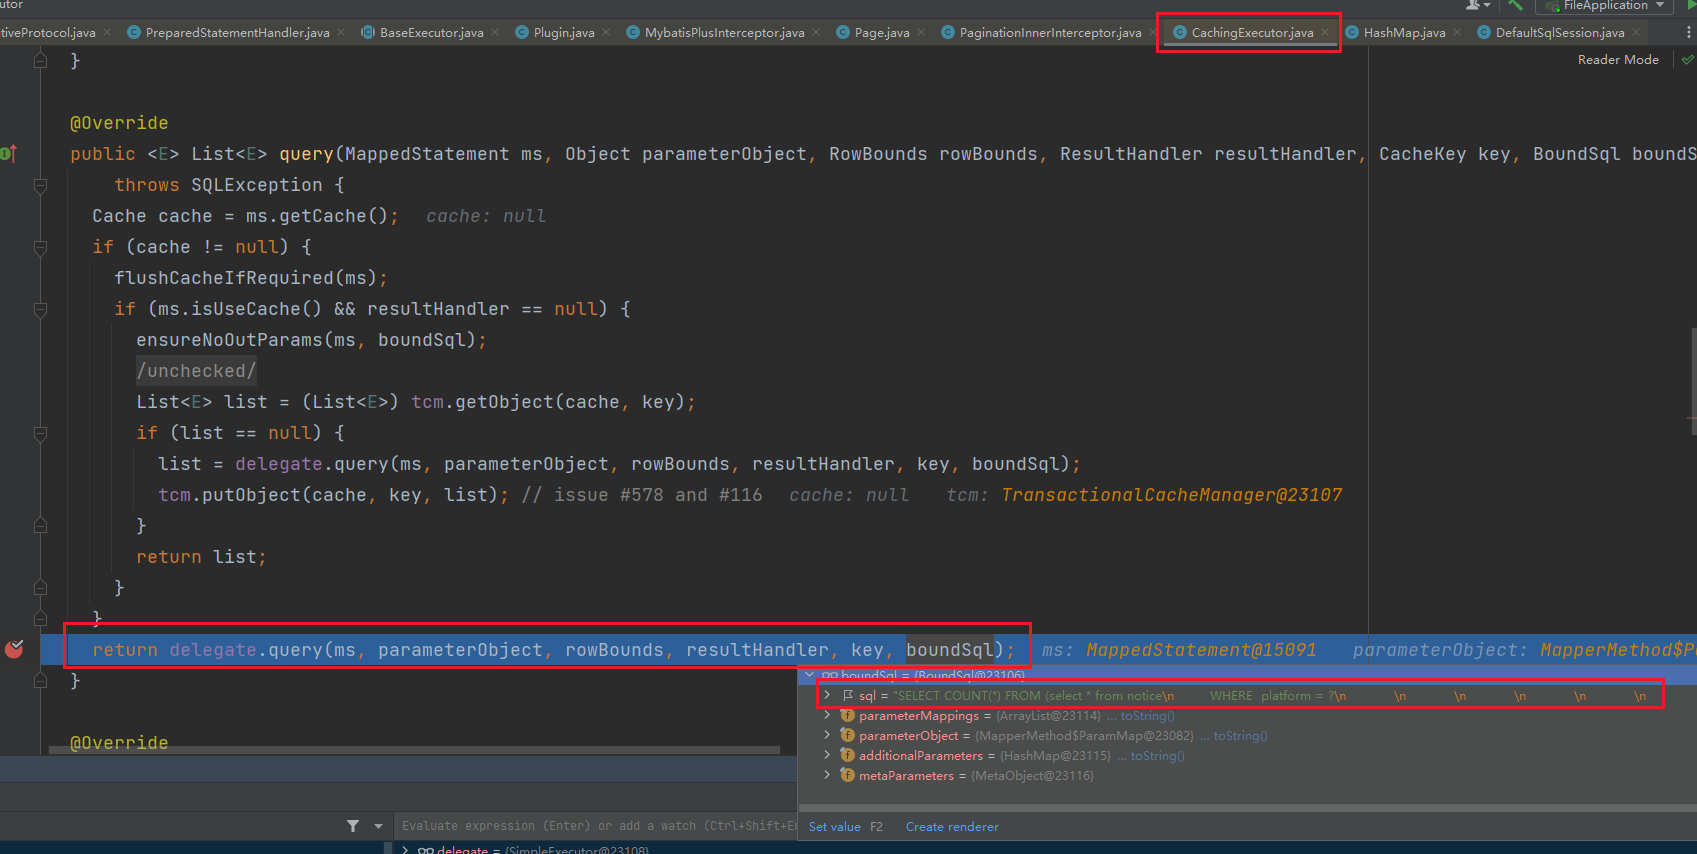 utor
FileApplication
tiveProtocol.java PreparedStatementHandler.java BaseExecutor.java Plugin.java MybatisPlusInterceptor.java Page.java PaginationInnerInterceptor.java CachingExecutor.java HashMap.java DefaultSqlSession.java
Reader Mode
}
@Override
public <E> List<E> query(MappedStatement ms, Object parameterObject, RowBounds rowBounds, ResultHandler resultHandler, CacheKey key, BoundSql boundS
throws SQLException {
Cache cache = ms.getCache(); cache: null
if (cache != null) {
flushCacheIfRequired(ms);
if (ms.isUseCache() && resultHandler == null) {
ensureNoOutParams(ms, boundSql);
/unchecked/
List<E> list = (List<E>) tcm.getObject(cache, key);
if (list == null) {
list = delegate.query(ms, parameterObject, rowBounds, resultHandler, key, boundSql);
tcm.putObject(cache, key, list); // issue #578 and #116 cache: null tcm: TransactionalCacheManager@23107
}
return list;
}
}
return delegate.query(ms, parameterObject, rowBounds, resultHandler, key, boundSql); ms: MappedStatement@15091 parameterObject: MapperMethod$P
}
boundSql = {BoundSql@23106}
sql = "SELECT COUNT(*) FROM (select * from notice\n WHERE platform = ?\n \n \n \n \n \n
parameterMappings = {ArrayList@23114} ... toString()
parameterObject = {MapperMethod$ParamMap@23082} ... toString()
additionalParameters = {HashMap@23115} ... toString()
metaParameters = {MetaObject@23116}
@Override
Set value F2 Create renderer
Evaluate expression (Enter) or add a watch (Ctrl+Shift+En
delegate = {SimpleExecutor@23108}